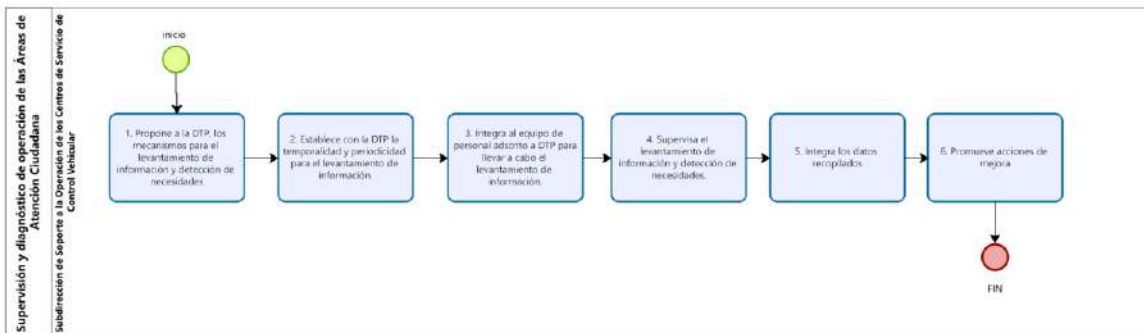 Supervisión y diagnóstico de operación de las Áreas de
Atención Ciudadana
Subdirección de Soporte a la Operación de los Centros de Servicio de
Control Vehicular
Inicio
1. Propone a la DTP, los
mecanismos para el
levantamiento de
información y detección de
necesidades
2. Establece con la DTP la
temporalidad y periodicidad
para el levantamiento de
información.
3. Integra al equipo de
personal adscrito a DTP para
llevar a cabo el
levantamiento de
información.
4. Supervisa el
levantamiento de
información y detección de
necesidades.
5. Integra los datos
recopilados
6. Promueve acciones de
mejora
FIN